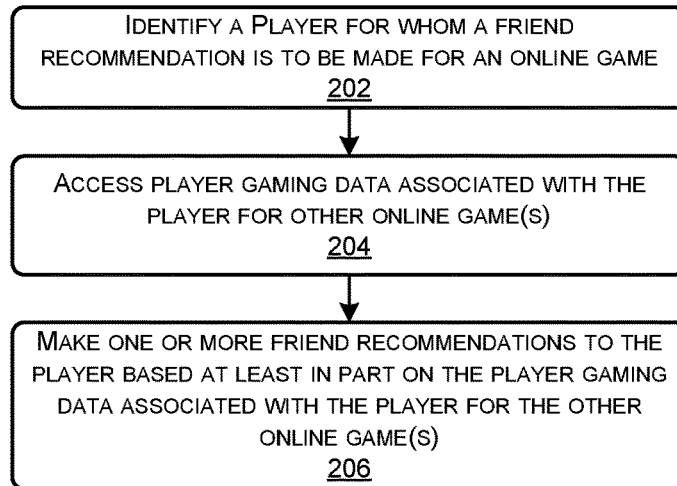 IDENTIFY A PLAYER FOR WHOM A FRIEND
RECOMMENDATION IS TO BE MADE FOR AN ONLINE GAME
202
ACCESS PLAYER GAMING DATA ASSOCIATED WITH THE
PLAYER FOR OTHER ONLINE GAME(S)
204
MAKE ONE OR MORE FRIEND RECOMMENDATIONS TO THE
PLAYER BASED AT LEAST IN PART ON THE PLAYER GAMING
DATA ASSOCIATED WITH THE PLAYER FOR THE OTHER
ONLINE GAME(S)
206